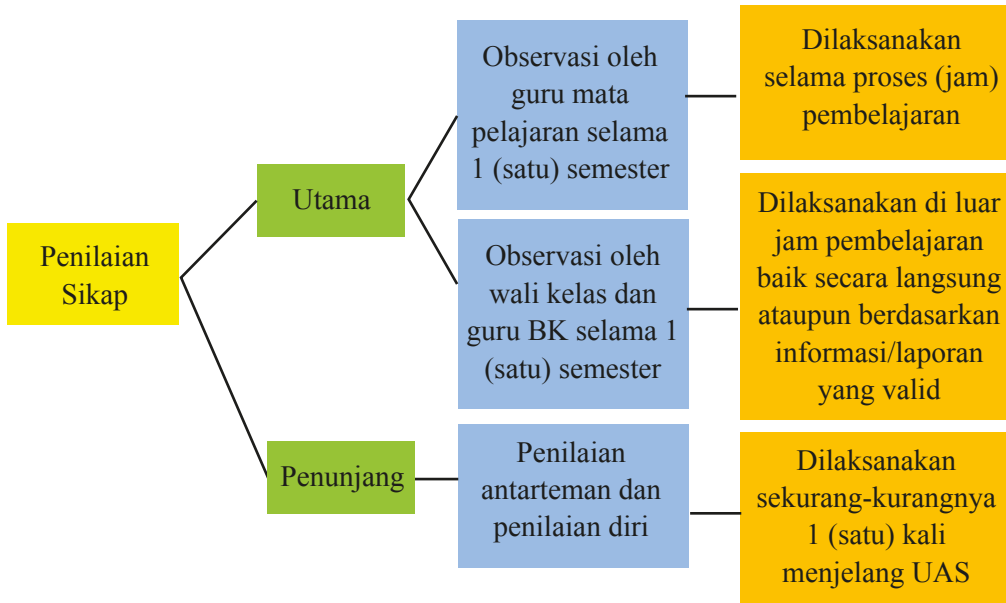 Penilaian
Sikap
Utama
Observasi oleh
guru mata
pelajaran selama
1 (satu) semester
Dilaksanakan
selama proses (jam)
pembelajaran
Observasi oleh
wali kelas dan
guru BK selama 1
(satu) semester
Dilaksanakan di luar
jam pembelajaran
baik secara langsung
ataupun berdasarkan
informasi/laporan
yang valid
Penunjang
Penilaian
antarteman dan
penilaian diri
Dilaksanakan
sekurang-kurangnya
1 (satu) kali
menjelang UAS